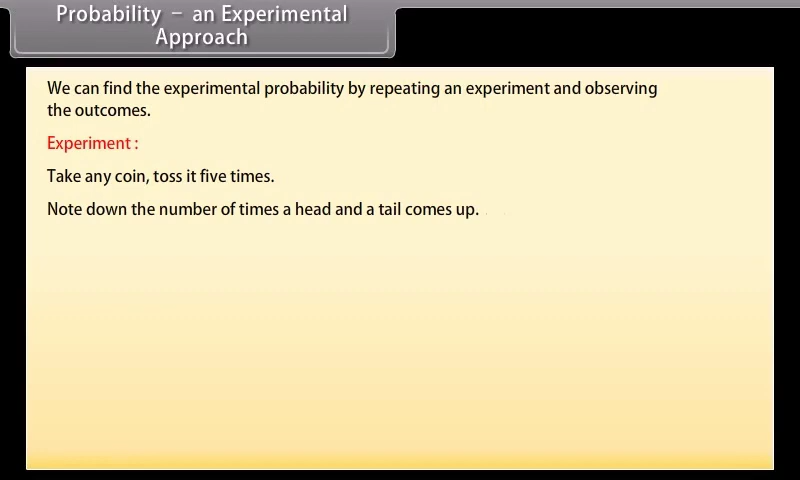 Probability – an Experimental
Approach
We can find the experimental probability by repeating an experiment and observing
the outcomes.
Experiment :
Take any coin, toss it five times.
Note down the number of times a head and a tail comes up.